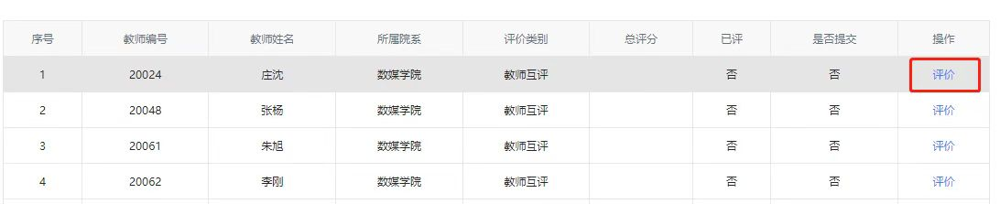 序号 教师编号 教师姓名 所属院系 评价类别 总评分 已评 是否提交 操作
1 20024 庄沈 数媒学院 教师互评 否 否 评价
2 20048 张杨 数媒学院 教师互评 否 否 评价
3 20061 朱旭 数媒学院 教师互评 否 否 评价
4 20062 李刚 数媒学院 教师互评 否 否 评价